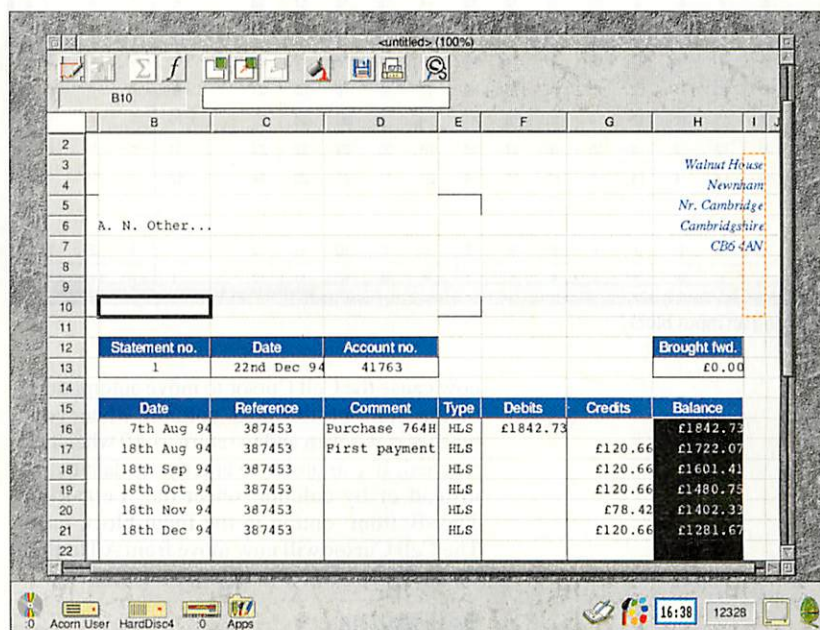 <untitled> (100%)
Σ f
B10
B C D E F G H I J
2
3 Walnut House
4 Newnham
5 Nr. Cambridge
6 A. N. Other... Cambridgshire
7 CB6 4AN
8
9
10
11
12 Statement no. Date Account no. Brought fwd.
13 1 22nd Dec 94 41763 £0.00
14
15 Date Reference Comment Type Debits Credits Balance
16 7th Aug 94 387453 Purchase 764H HLS £1842.73 £1842.73
17 18th Aug 94 387453 First payment HLS £120.66 £1722.07
18 18th Sep 94 387453 HLS £120.66 £1601.41
19 18th Oct 94 387453 HLS £120.66 £1480.75
20 18th Nov 94 387453 HLS £78.42 £1402.33
21 18th Dec 94 387453 HLS £120.66 £1281.67
22
:0 Acorn User HardDisc4 :0 Apps 16:38 12328